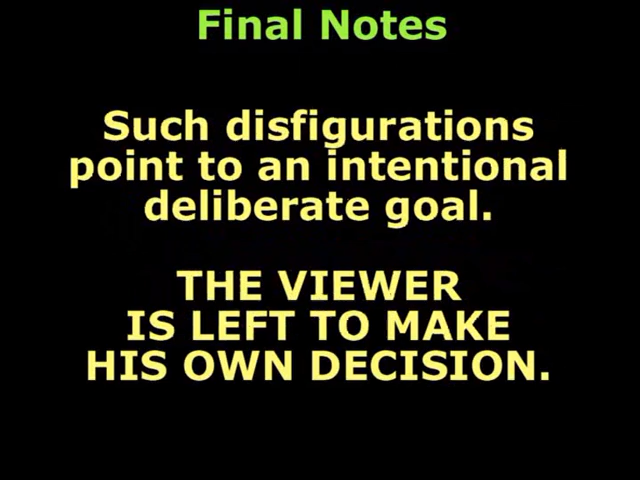 Final Notes
Such disfigurations
point to an intentional
deliberate goal.
THE VIEWER
IS LEFT TO MAKE
HIS OWN DECISION.